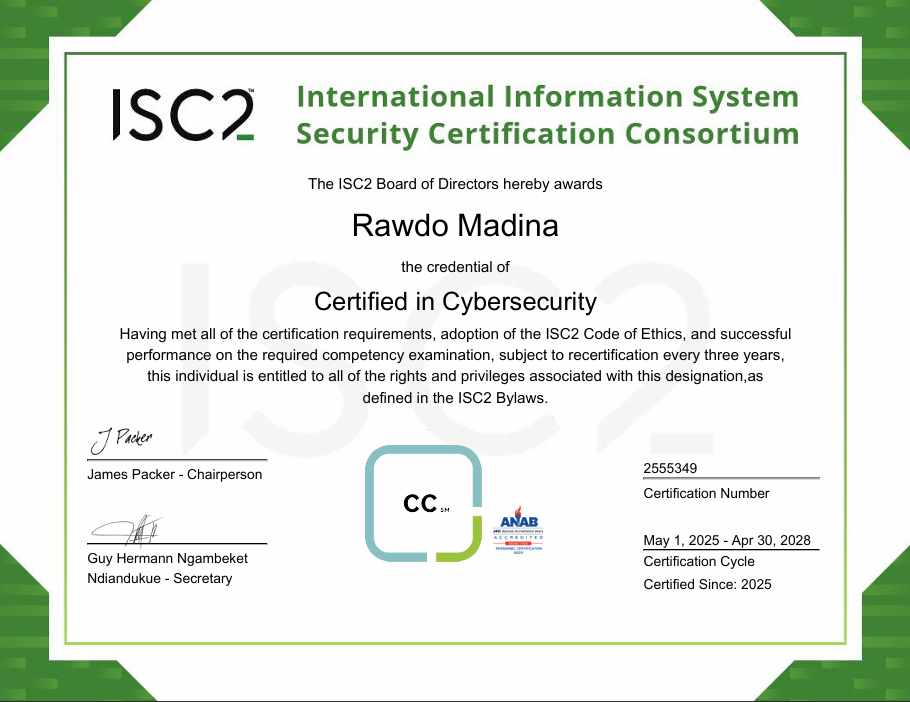 ISC2™
International Information System
Security Certification Consortium
The ISC2 Board of Directors hereby awards
Rawdo Madina
the credential of
Certified in Cybersecurity
Having met all of the certification requirements, adoption of the ISC2 Code of Ethics, and successful
performance on the required competency examination, subject to recertification every three years,
this individual is entitled to all of the rights and privileges associated with this designation,as
defined in the ISC2 Bylaws.
J Packer
James Packer - Chairperson
Guy Hermann Ngambeket
Ndiandukue - Secretary
CC SM
ANAB
ANSI National Accreditation Board
ACCREDITED
PERSONNEL CERTIFICATION
BODY
2555349
Certification Number
May 1, 2025 - Apr 30, 2028
Certification Cycle
Certified Since: 2025